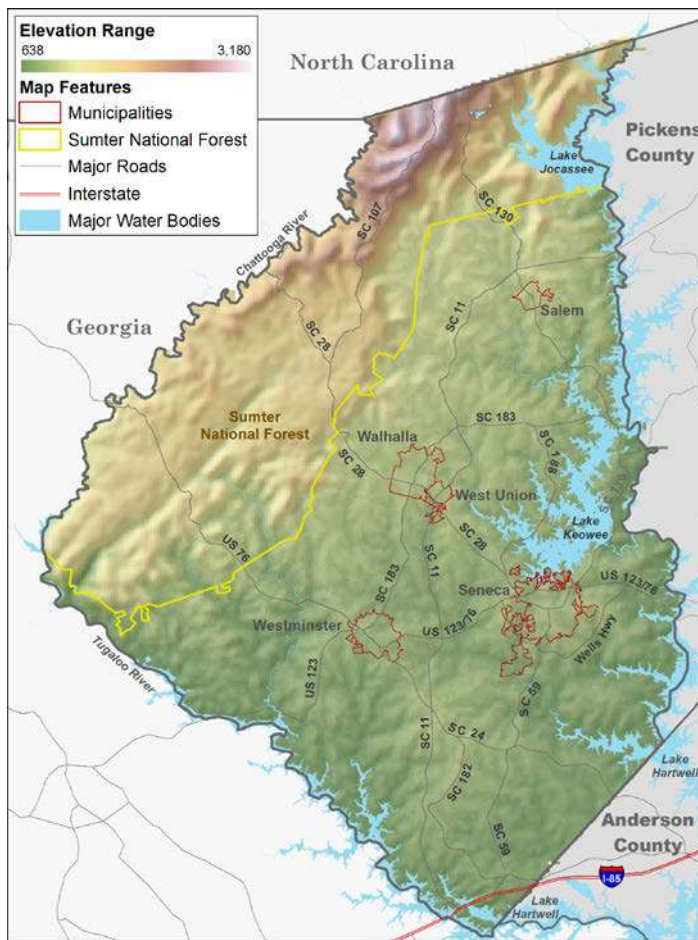 Elevation Range
638
3,180
Map Features
Municipalities
Sumter National Forest
Major Roads
Interstate
Major Water Bodies
North Carolina
Pickens
County
Lake
Jocassee
SC 130
SC 107
Chattooga River
Georgia
SC 28
SC 11
Salem
Sumter
National Forest
Walhalla
SC 183
SC 188
SC 28
West Union
Lake
Keowee
US 76
SC 183
SC 11
SC 28
Seneca
US 123/76
Westminster
US 123/76
Wells Hwy
Tugaloo River
US 123
SC 59
SC 11
SC 24
SC 182
Lake
Hartwell
SC 59
Anderson
County
I-85
Lake
Hartwell